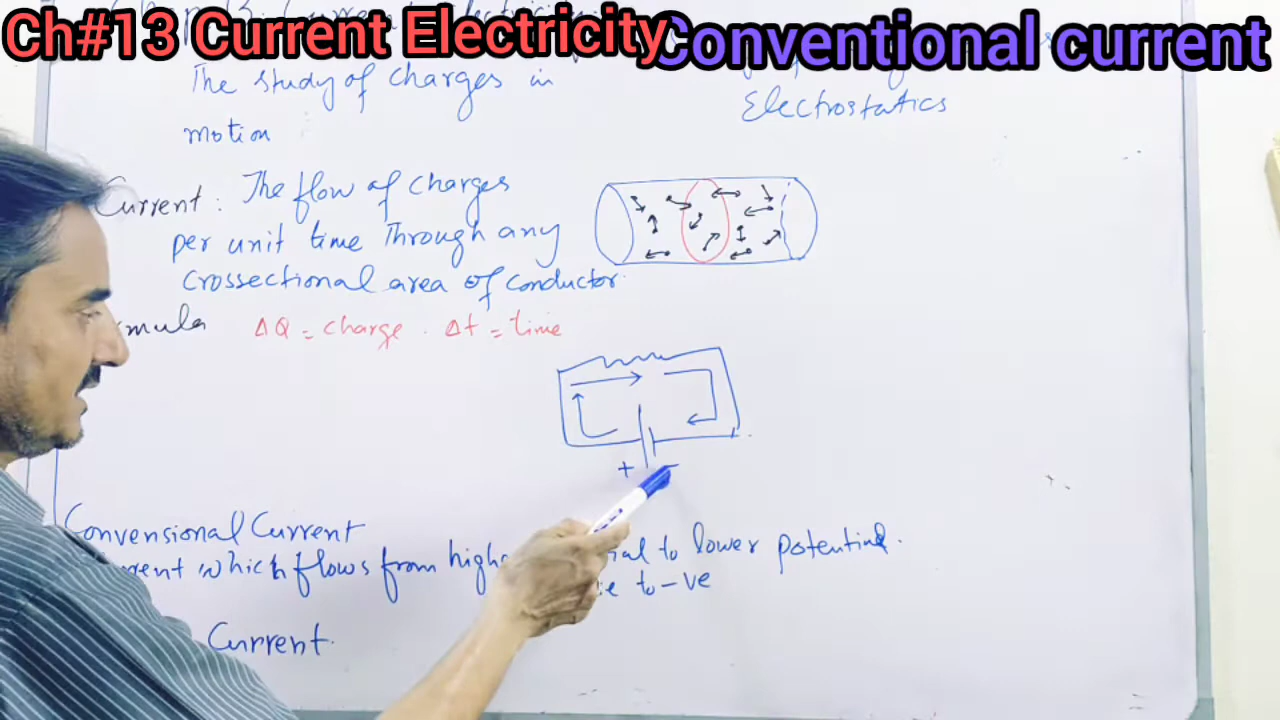 Ch#13 Current Electricity
Conventional current
The study of charges in
motion
Electrostatics
Current : The flow of charges
per unit time Through any
crossectional area of conductor.
ΔQ = charge . Δt = time
+ -
Convensional Current
which flows from to lower potential.
to -ve
Current.